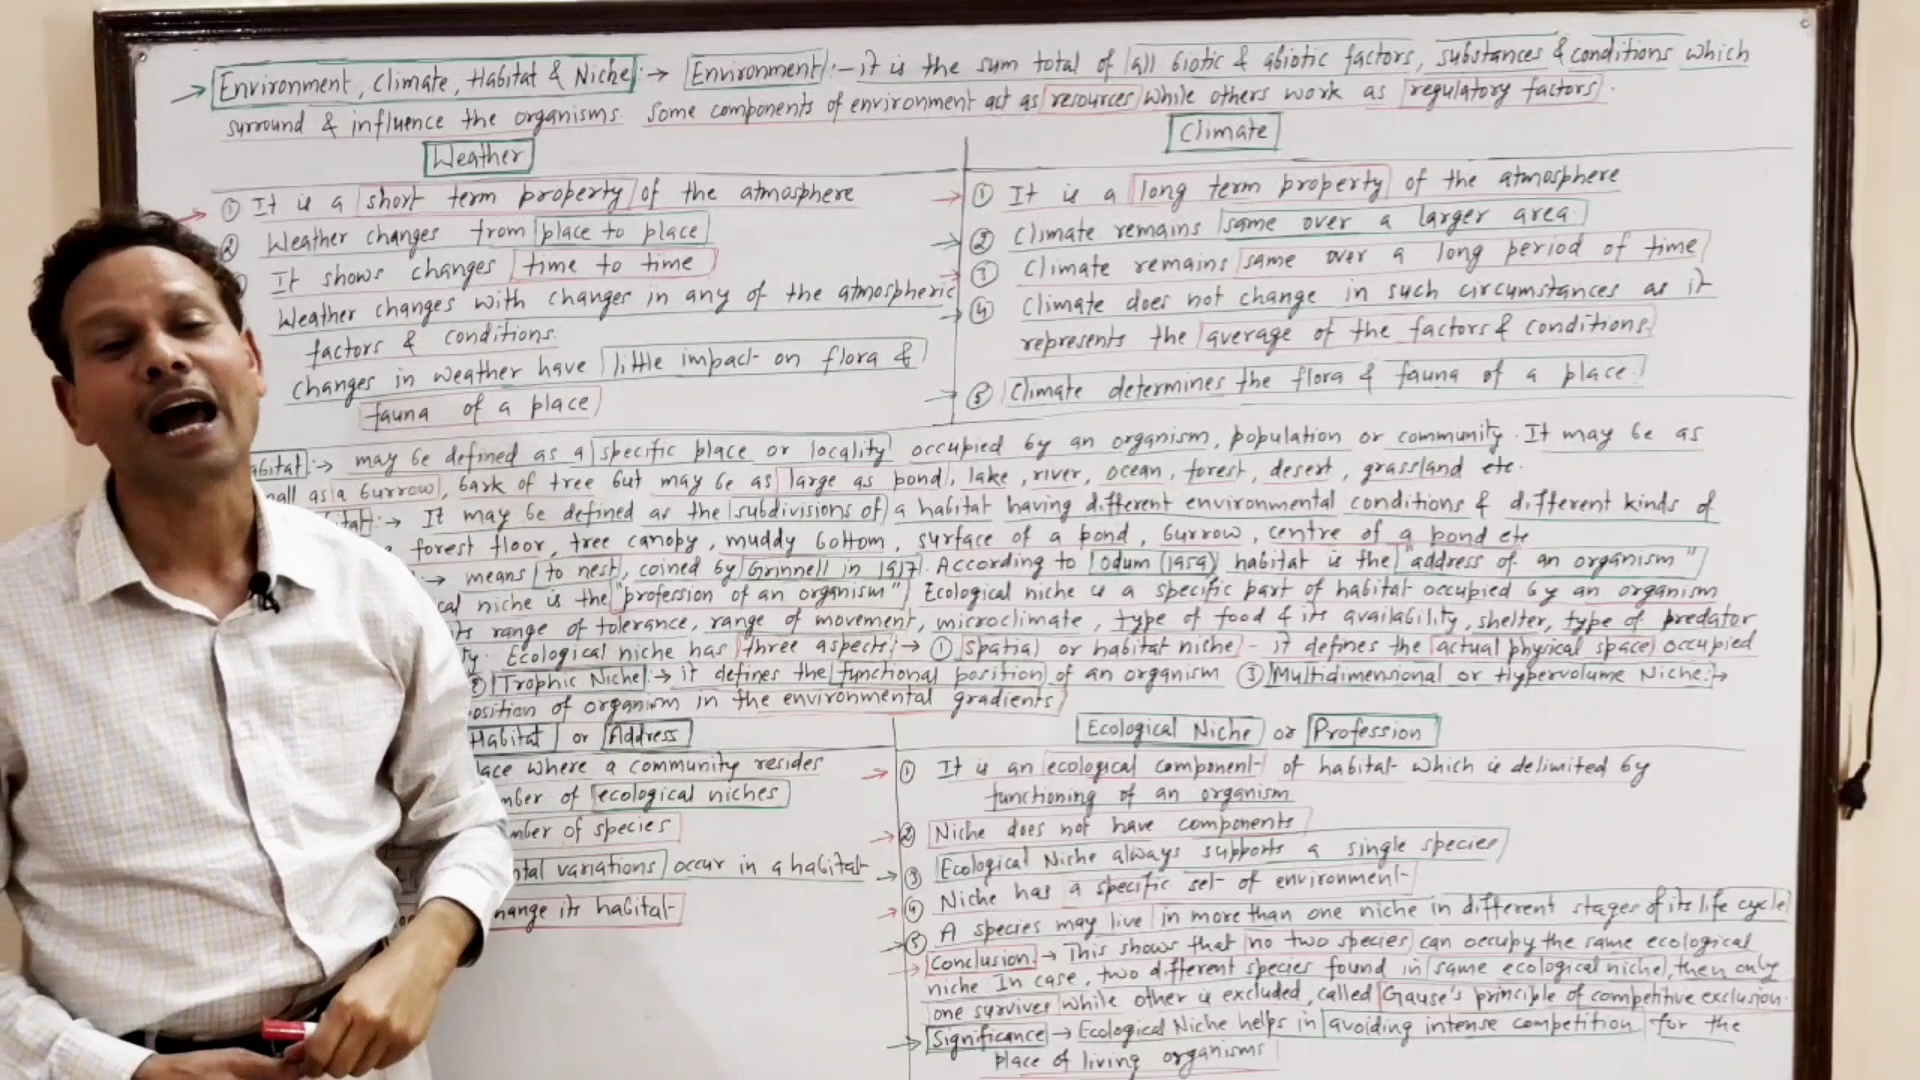 Environment, Climate, Habitat & Niche :→ Environment :- it is the sum total of all biotic & abiotic factors, substances & conditions which
surround & influence the organisms. Some components of environment act as resources while others work as regulatory factors.
Weather
① It is a short term property of the atmosphere
② Weather changes from place to place
It shows changes time to time
Weather changes with changes in any of the atmospheric
factors & conditions.
changes in weather have little impact on flora &
fauna of a place
Climate
① It is a long term property of the atmosphere
② Climate remains same over a larger area.
③ Climate remains same over a long period of time
④ Climate does not change in such circumstances as it
represents the average of the factors & conditions.
⑤ Climate determines the flora & fauna of a place.
abitat :→ may be defined as a specific place or locality occupied by an organism, population or community. It may be as
mall as a burrow, bark of tree but may be as large as pond, lake, river, ocean, forest, desert, grassland etc.
itat :→ It may be defined as the subdivisions of a habitat having different environmental conditions & different kinds of
forest floor, tree canopy, muddy bottom, surface of a pond, burrow, centre of a pond etc
→ means to nest, coined by Grinnell in 1917. According to Odum (1959) habitat is the "address of an organism"
cal niche is the "profession of an organism" Ecological niche is a specific part of habitat occupied by an organism
its range of tolerance, range of movement, microclimate, type of food & its availability, shelter, type of predator
ty. Ecological niche has three aspects :→ ① Spatial or habitat niche - it defines the actual physical space occupied
② Trophic Niche :→ it defines the functional position of an organism ③ Multidimensional or Hypervolume Niche :→
osition of organism in the environmental gradients
Habitat or Address
lace where a community resides
mber of ecological niches
mber of species
ntal variations occur in a habitat
hange its habitat
Ecological Niche or Profession
① It is an ecological component of habitat which is delimited by
functioning of an organism
② Niche does not have components
③ Ecological Niche always supports a single species
④ Niche has a specific set of environment
⑤ A species may live in more than one niche in different stages of its life cycle
Conclusion → This shows that no two species can occupy the same ecological
niche In case, two different species found in same ecological niche, then only
one survives while other is excluded, called Gause's principle of competitive exclusion.
Significance → Ecological Niche helps in avoiding intense competition for the
place of living organisms